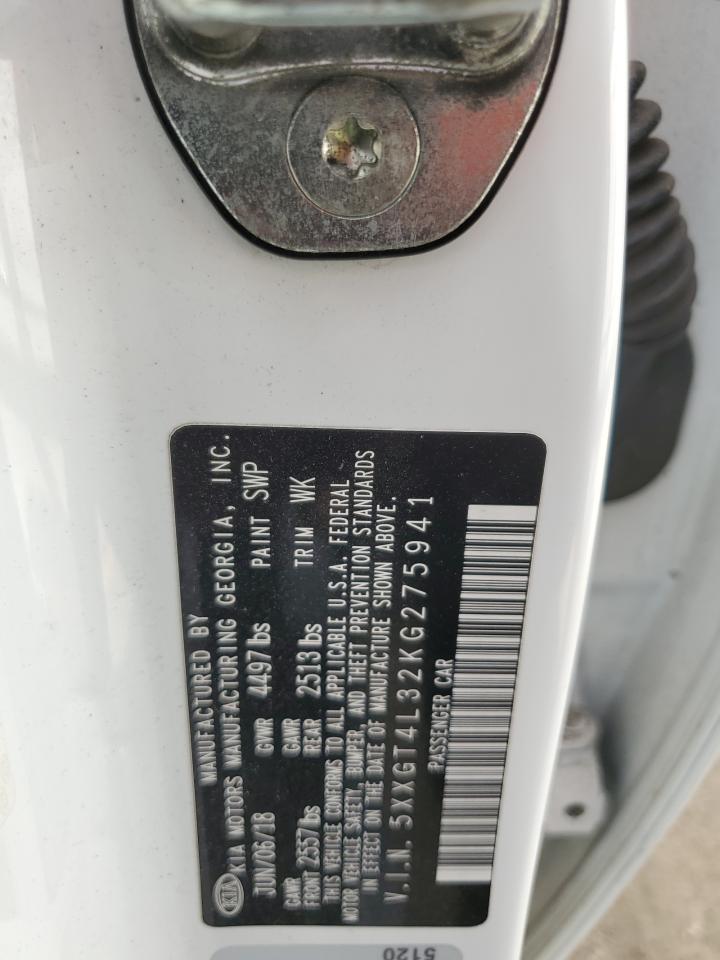 MANUFACTURED BY
KIA KIA MOTORS MANUFACTURING GEORGIA, INC.
JUN/06/18 GWR 4497 lbs PAINT SWP
GAWR FRONT 2557 lbs GAWR REAR 2513 lbs TRIM WK
THIS VEHICLE CONFORMS TO ALL APPLICABLE U.S.A. FEDERAL
MOTOR VEHICLE SAFETY, BUMPER, AND THEFT PREVENTION STANDARDS
IN EFFECT ON THE DATE OF MANUFACTURE SHOWN ABOVE.
V.I.N. 5XXGT4L32KG275941
PASSENGER CAR
5120